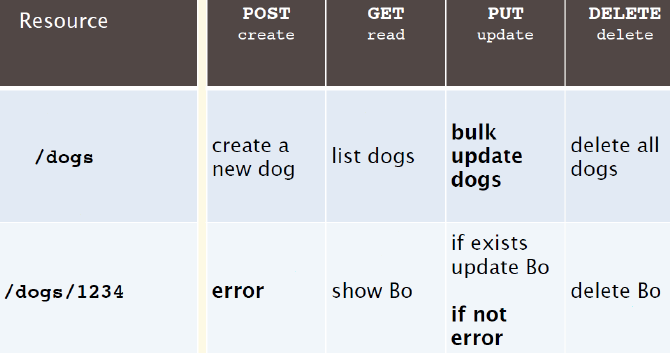 Resource
POST
create
GET
read
PUT
update
DELETE
delete
/dogs
create a
new dog
list dogs
bulk
update
dogs
delete all
dogs
/dogs/1234
error
show Bo
if exists
update Bo
if not
error
delete Bo